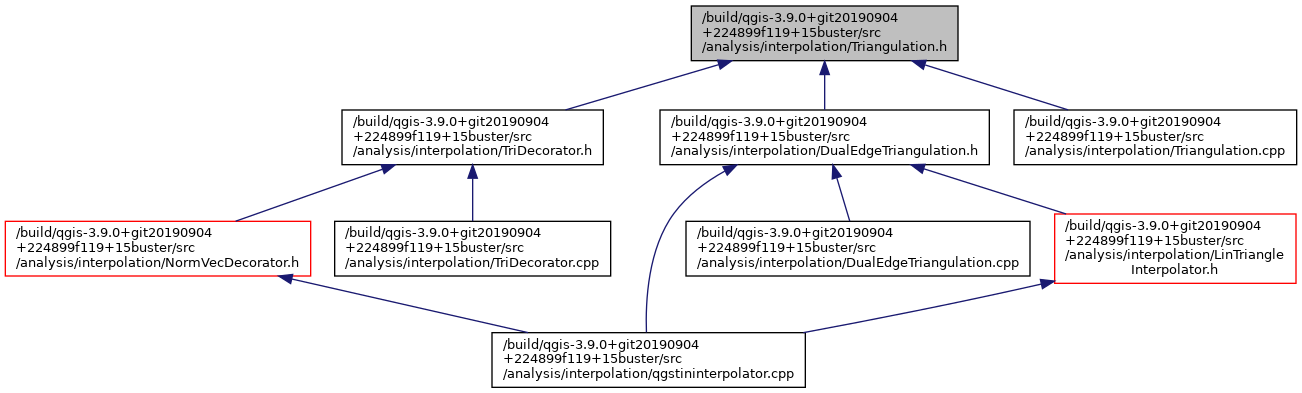 /build/qgis-3.9.0+git20190904
+224899f119+15buster/src
/analysis/interpolation/Triangulation.h
/build/qgis-3.9.0+git20190904
+224899f119+15buster/src
/analysis/interpolation/TriDecorator.h
/build/qgis-3.9.0+git20190904
+224899f119+15buster/src
/analysis/interpolation/DualEdgeTriangulation.h
/build/qgis-3.9.0+git20190904
+224899f119+15buster/src
/analysis/interpolation/Triangulation.cpp
/build/qgis-3.9.0+git20190904
+224899f119+15buster/src
/analysis/interpolation/NormVecDecorator.h
/build/qgis-3.9.0+git20190904
+224899f119+15buster/src
/analysis/interpolation/TriDecorator.cpp
/build/qgis-3.9.0+git20190904
+224899f119+15buster/src
/analysis/interpolation/DualEdgeTriangulation.cpp
/build/qgis-3.9.0+git20190904
+224899f119+15buster/src
/analysis/interpolation/LinTriangle
Interpolator.h
/build/qgis-3.9.0+git20190904
+224899f119+15buster/src
/analysis/interpolation/qgstininterpolator.cpp